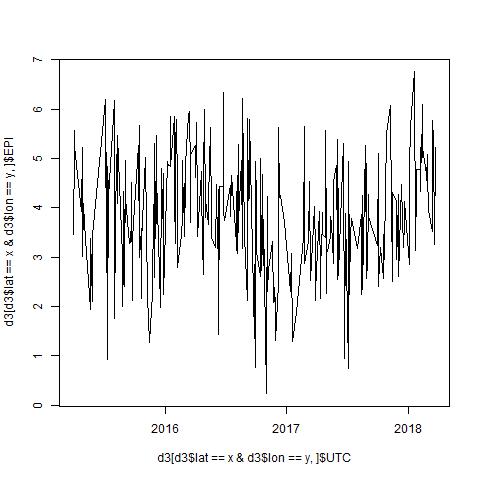 7
6
5
4
3
2
1
0
d3[d3$lat == x & d3$lon == y, ]$EPI
2016 2017 2018
d3[d3$lat == x & d3$lon == y, ]$UTC